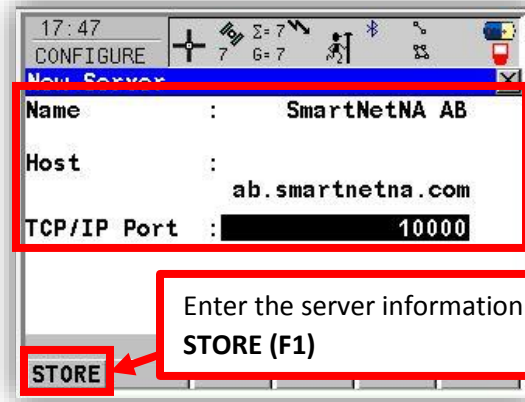 17:47
CONFIGURE
7
Σ= 7
G= 7
New Server
Name : SmartNetNA AB
Host :
ab.smartnetna.com
TCP/IP Port : 10000
Enter the server information
STORE (F1)
STORE